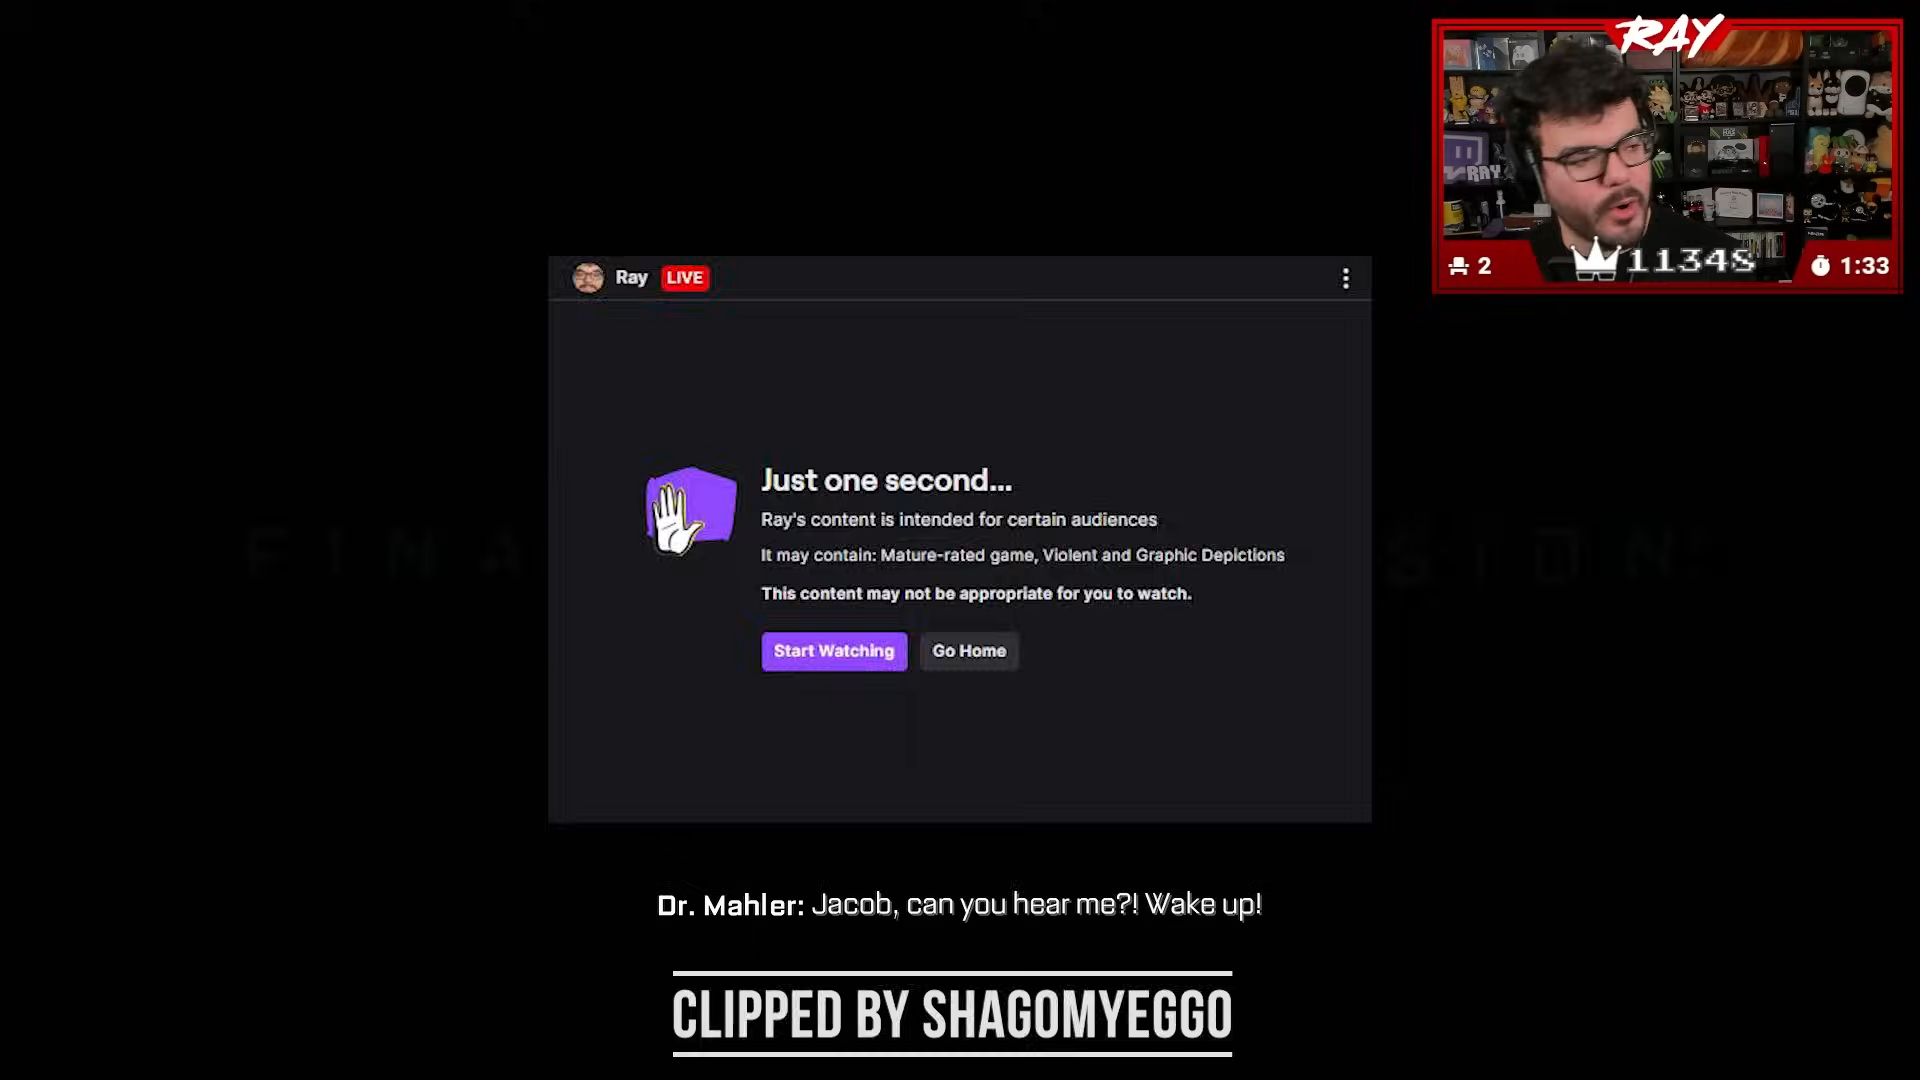 RAY
RAY
2
11348
1:33
Ray LIVE
Just one second...
Ray's content is intended for certain audiences
It may contain: Mature-rated game, Violent and Graphic Depictions
This content may not be appropriate for you to watch.
Start Watching Go Home
Dr. Mahler: Jacob, can you hear me?! Wake up!
CLIPPED BY SHAGOMYEGGO